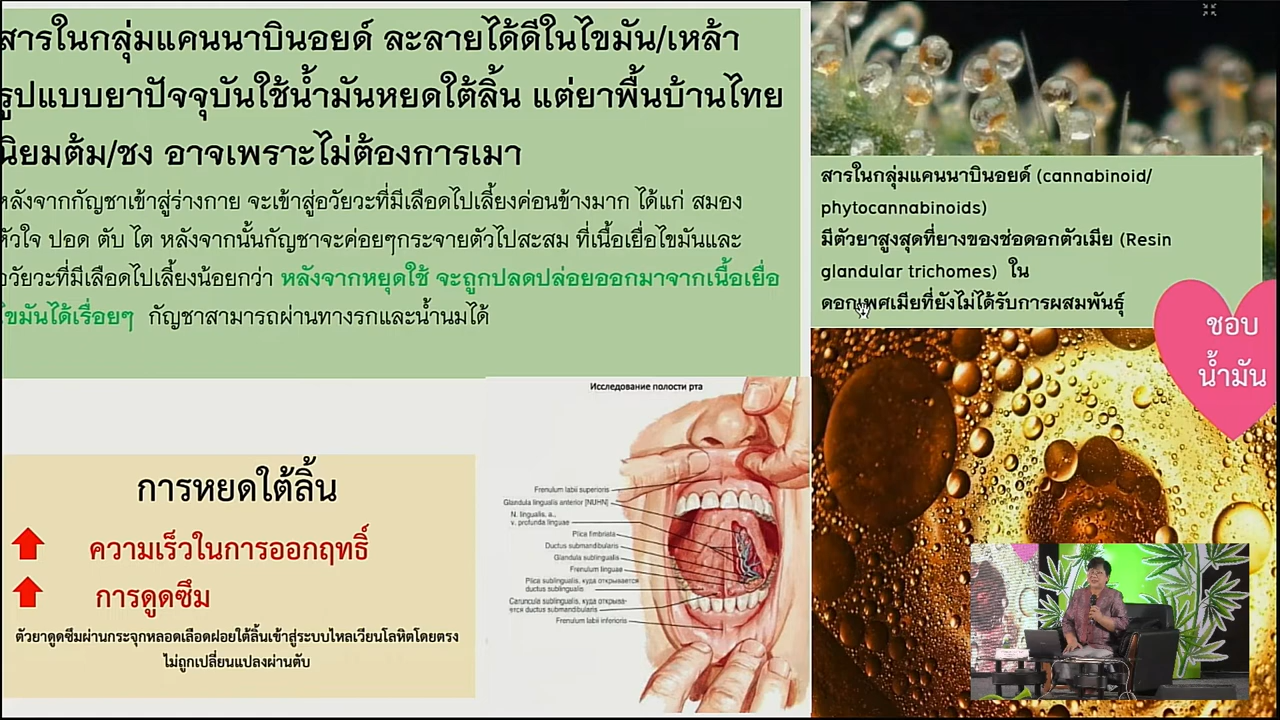 สารในกลุ่มแคนนาบินอยด์ ละลายได้ดีในไขมัน/เหล้า
รูปแบบยาปัจจุบันใช้น้ำมันหยดใต้ลิ้น แต่ยาพื้นบ้านไทย
นิยมต้ม/ชง อาจเพราะไม่ต้องการเมา
หลังจากกัญชาเข้าสู่ร่างกาย จะเข้าสู่อวัยวะที่มีเลือดไปเลี้ยงค่อนข้างมาก ได้แก่ สมอง
หัวใจ ปอด ตับ ไต หลังจากนั้นกัญชาจะค่อยๆกระจายตัวไปสะสม ที่เนื้อเยื่อไขมันและ
อวัยวะที่มีเลือดไปเลี้ยงน้อยกว่า หลังจากหยุดใช้ จะถูกปลดปล่อยออกมาจากเนื้อเยื่อ
ไขมันได้เรื่อยๆ กัญชาสามารถผ่านทางรกและน้ำนมได้
สารในกลุ่มแคนนาบินอยด์ (cannabinoid/
phytocannabinoids)
มีตัวยาสูงสุดที่ยางของช่อดอกตัวเมีย (Resin
glandular trichomes) ใน
ดอกเพศเมียที่ยังไม่ได้รับการผสมพันธุ์
ชอบ
น้ำมัน
การหยดใต้ลิ้น
ความเร็วในการออกฤทธิ์
การดูดซึม
ตัวยาดูดซึมผ่านกระจุกหลอดเลือดฝอยใต้ลิ้นเข้าสู่ระบบไหลเวียนโลหิตโดยตรง
ไม่ถูกเปลี่ยนแปลงผ่านตับ
Исследование полости рта
Frenulum labii superioris
Glandula lingualis anterior [NUHN]
N. lingualis, a.,
v. profunda linguae
Plica fimbriata
Ductus submandibularis
Glandula sublingualis
Frenulum linguae
Plica sublingualis, куда открывается
ductus sublingualis
Caruncula sublingualis, куда открыва-
ется ductus submandibularis
Frenulum labii inferioris